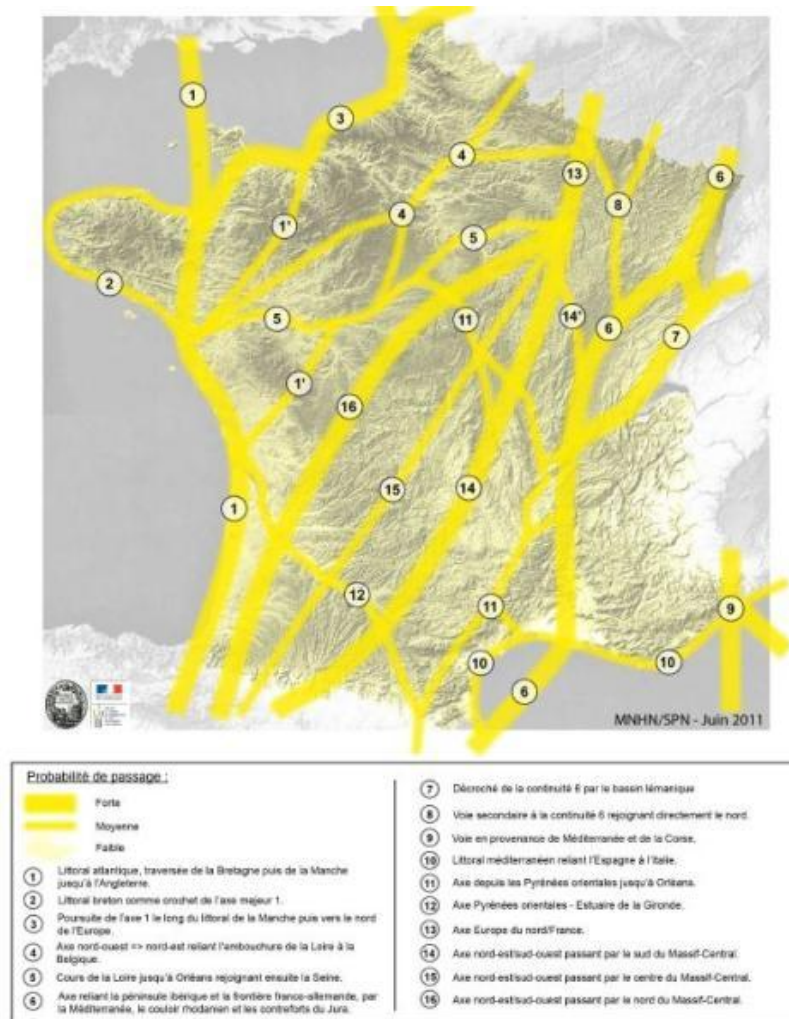 1
3
4
13
6
8
1'
4
5
2
5
11
14'
6
7
1'
16
15
14
1
12
11
9
10
10
6
MNHN/SPN - Juin 2011
Probabilité de passage :
Forte
Moyenne
Faible
1 Littoral atlantique, traversée de la Bretagne puis de la Manche
jusqu'à l'Angleterre.
2 Littoral breton comme crochet de l'axe majeur 1.
3 Poursuite de l'axe 1 le long du littoral de la Manche puis vers le nord
de l'Europe.
4 Axe nord-ouest => nord-est reliant l'embouchure de la Loire à la
Belgique.
5 Cours de la Loire jusqu'à Orléans rejoignant ensuite la Seine.
6 Axe reliant la péninsule ibérique et la frontière franco-allemande, par
la Méditerranée, le couloir rhodanien et les contreforts du Jura.
7 Décroché de la continuité 6 par le bassin lémanique
8 Voie secondaire à la continuité 6 rejoignant directement le nord.
9 Voie en provenance de Méditerranée et de la Corse.
10 Littoral méditerranéen reliant l'Espagne à l'Italie.
11 Axe depuis les Pyrénées orientales jusqu'à Orléans.
12 Axe Pyrénées orientales - Estuaire de la Gironde.
13 Axe Europe du nord/France.
14 Axe nord-est/sud-ouest passant par le sud du Massif-Central.
15 Axe nord-est/sud-ouest passant par le centre du Massif-Central.
16 Axe nord-est/sud-ouest passant par le nord du Massif-Central.